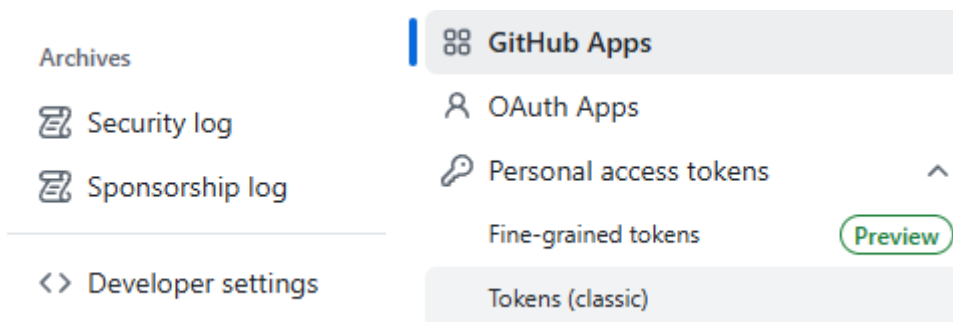 Archives
Security log
Sponsorship log
Developer settings
GitHub Apps
OAuth Apps
Personal access tokens
Fine-grained tokens Preview
Tokens (classic)